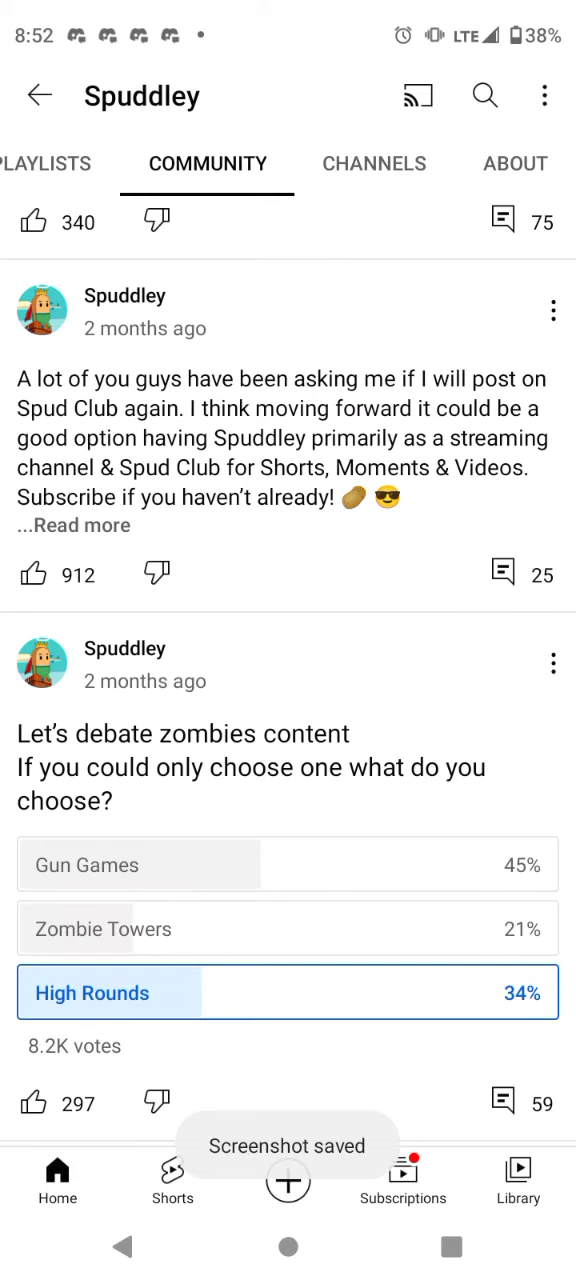 8:52 LTE 38%
Spuddley
PLAYLISTS COMMUNITY CHANNELS ABOUT
340 75
Spuddley
2 months ago
A lot of you guys have been asking me if I will post on
Spud Club again. I think moving forward it could be a
good option having Spuddley primarily as a streaming
channel & Spud Club for Shorts, Moments & Videos.
Subscribe if you haven’t already! 🥔 😎
...Read more
912 25
Spuddley
2 months ago
Let’s debate zombies content
If you could only choose one what do you
choose?
Gun Games 45%
Zombie Towers 21%
High Rounds 34%
8.2K votes
297 59
Screenshot saved
Home Shorts Subscriptions Library